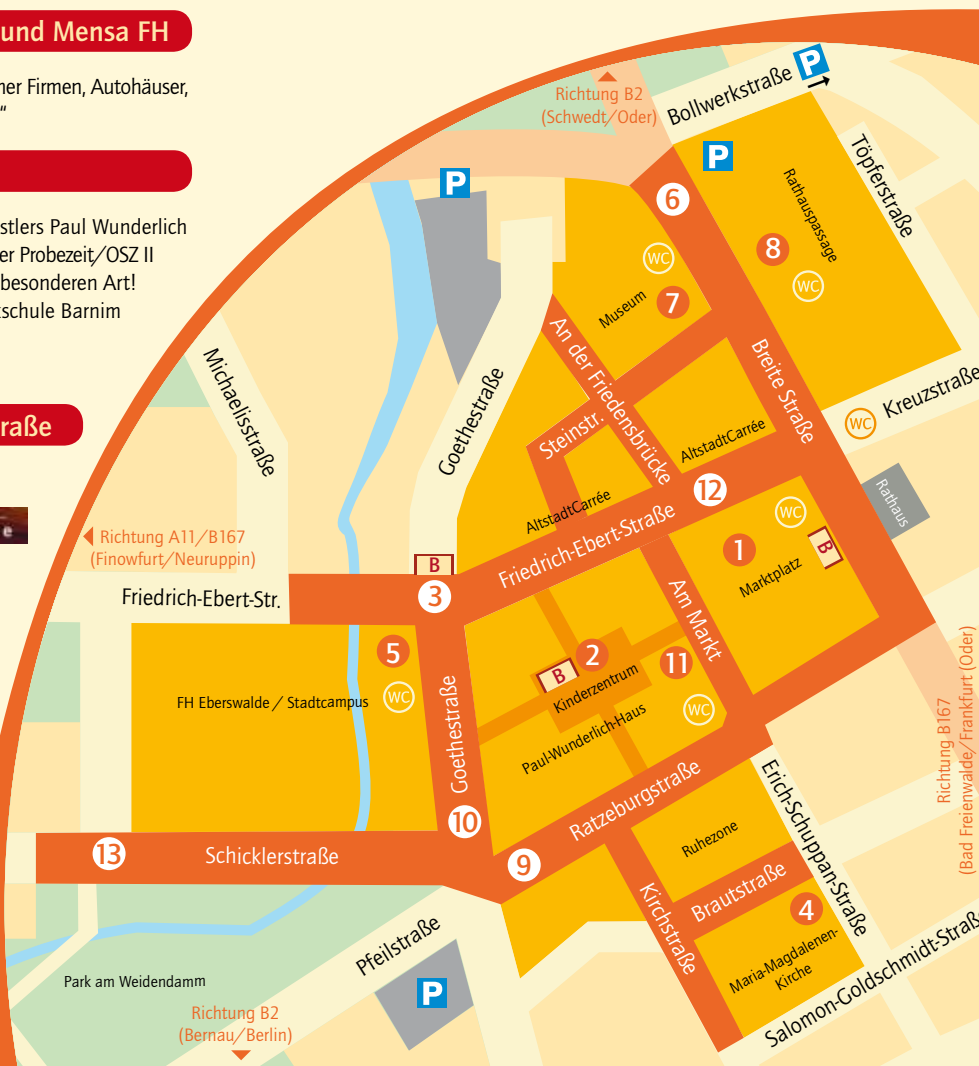 und Mensa FH
ner Firmen, Autohäuser,
“
stlers Paul Wunderlich
er Probezeit/OSZ II
besonderen Art!
schule Barnim
raße
e
Richtung B2
(Schwedt/Oder)
Bollwerkstraße
P
P
P
Töpferstraße
Rathauspassage
6
8
WC
WC
Museum
7
Michaelisstraße
Goethestraße
An der Friedensbrücke
Steinstr.
Breite Straße
Kreuzstraße
WC
AltstadtCarrée
AltstadtCarrée
12
Rathaus
WC
Richtung A11/B167
(Finowfurt/Neuruppin)
Friedrich-Ebert-Straße
1
B
Marktplatz
B
3
Friedrich-Ebert-Str.
Am Markt
5
2
11
B
Kinderzentrum
FH Eberswalde / Stadtcampus
WC
WC
Goethestraße
Paul-Wunderlich-Haus
Richtung B167
(Bad Freienwalde/Frankfurt (Oder)
Ratzeburgstraße
Erich-Schuppan-Straße
10
13
Schicklerstraße
9
Ruhezone
Kirchstraße
Brautstraße
4
Maria-Magdalenen-
Kirche
Pfeilstraße
Salomon-Goldschmidt-Straß
Park am Weidendamm
P
Richtung B2
(Bernau/Berlin)